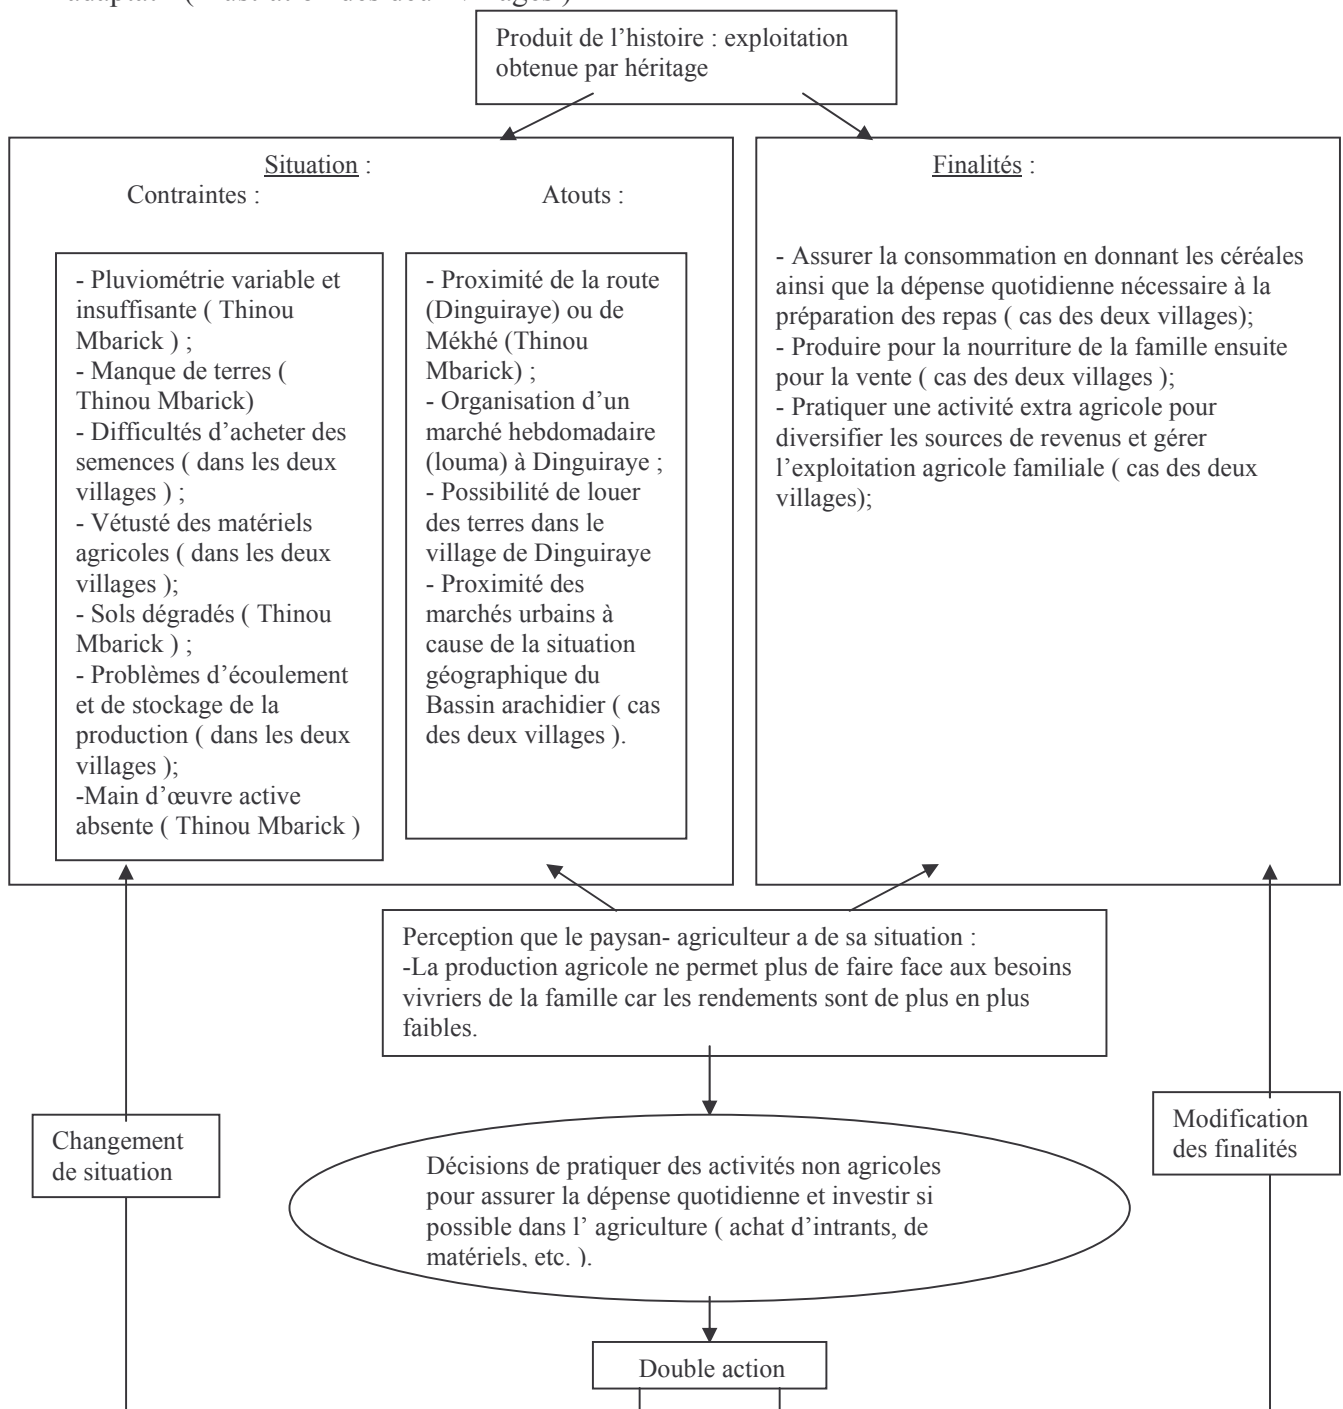 Produit de l’histoire : exploitation
obtenue par héritage
Situation :
Contraintes :
Atouts :
- Pluviométrie variable et
insuffisante ( Thinou
Mbarick ) ;
- Manque de terres (
Thinou Mbarick)
- Difficultés d’acheter des
semences ( dans les deux
villages ) ;
- Vétusté des matériels
agricoles ( dans les deux
villages );
- Sols dégradés ( Thinou
Mbarick ) ;
- Problèmes d’écoulement
et de stockage de la
production ( dans les deux
villages );
-Main d’œuvre active
absente ( Thinou Mbarick )
- Proximité de la route
(Dinguiraye) ou de
Mékhé (Thinou
Mbarick) ;
- Organisation d’un
marché hebdomadaire
(louma) à Dinguiraye ;
- Possibilité de louer
des terres dans le
village de Dinguiraye
- Proximité des
marchés urbains à
cause de la situation
géographique du
Bassin arachidier ( cas
des deux villages ).
Finalités :
- Assurer la consommation en donnant les céréales
ainsi que la dépense quotidienne nécessaire à la
préparation des repas ( cas des deux villages);
- Produire pour la nourriture de la famille ensuite
pour la vente ( cas des deux villages );
- Pratiquer une activité extra agricole pour
diversifier les sources de revenus et gérer
l’exploitation agricole familiale ( cas des deux
villages);
Perception que le paysan- agriculteur a de sa situation :
-La production agricole ne permet plus de faire face aux besoins
vivriers de la famille car les rendements sont de plus en plus
faibles.
Changement
de situation
Modification
des finalités
Décisions de pratiquer des activités non agricoles
pour assurer la dépense quotidienne et investir si
possible dans l’ agriculture ( achat d’intrants, de
matériels, etc. ).
Double action